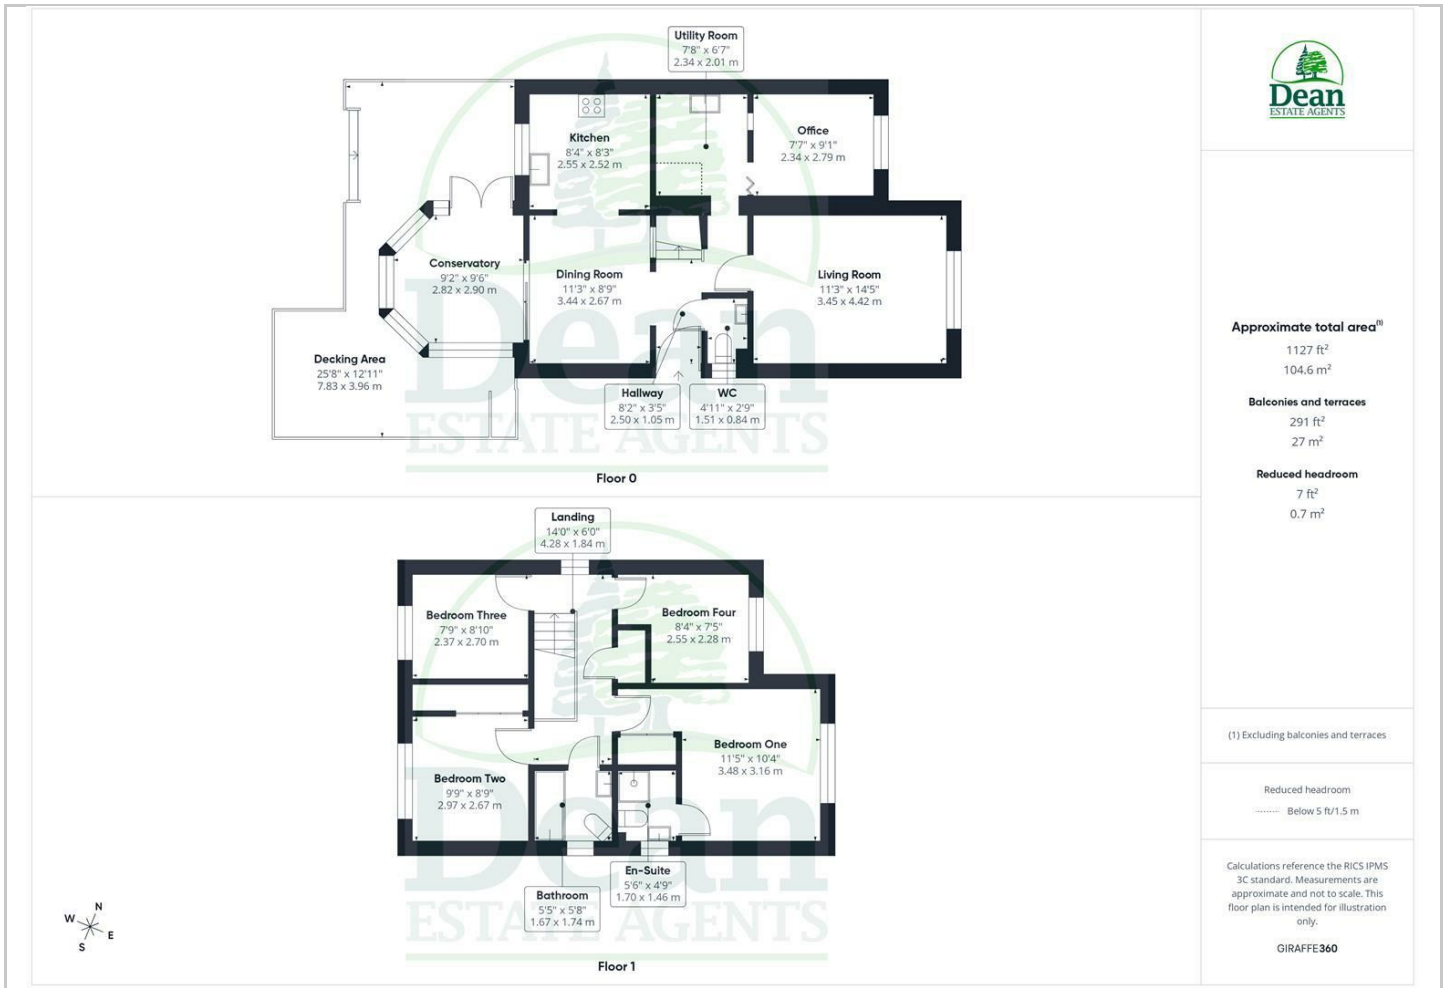 Utility Room
7'8" x 6'7"
2.34 x 2.01 m
Kitchen
8'4" x 8'3"
2.55 x 2.52 m
Office
7'7" x 9'1"
2.34 x 2.79 m
Conservatory
9'2" x 9'6"
2.82 x 2.90 m
Dining Room
11'3" x 8'9"
3.44 x 2.67 m
Living Room
11'3" x 14'5"
3.45 x 4.42 m
Decking Area
25'8" x 12'11"
7.83 x 3.96 m
Hallway
8'2" x 3'5"
2.50 x 1.05 m
WC
4'11" x 2'9"
1.51 x 0.84 m
Dean
ESTATE AGENTS
Floor 0
Landing
14'0" x 6'0"
4.28 x 1.84 m
Bedroom Three
7'9" x 8'10"
2.37 x 2.70 m
Bedroom Four
8'4" x 7'5"
2.55 x 2.28 m
Bedroom Two
9'9" x 8'9"
2.97 x 2.67 m
Bedroom One
11'5" x 10'4"
3.48 x 3.16 m
Bathroom
5'5" x 5'8"
1.67 x 1.74 m
En-Suite
5'6" x 4'9"
1.70 x 1.46 m
Dean
ESTATE AGENTS
N
W
E
S
Floor 1
Dean
ESTATE AGENTS
Approximate total area(1)
1127 ft²
104.6 m²
Balconies and terraces
291 ft²
27 m²
Reduced headroom
7 ft²
0.7 m²
(1) Excluding balconies and terraces
Reduced headroom
Below 5 ft/1.5 m
Calculations reference the RICS IPMS
3C standard. Measurements are
approximate and not to scale. This
floor plan is intended for illustration
only.
GIRAFFE360